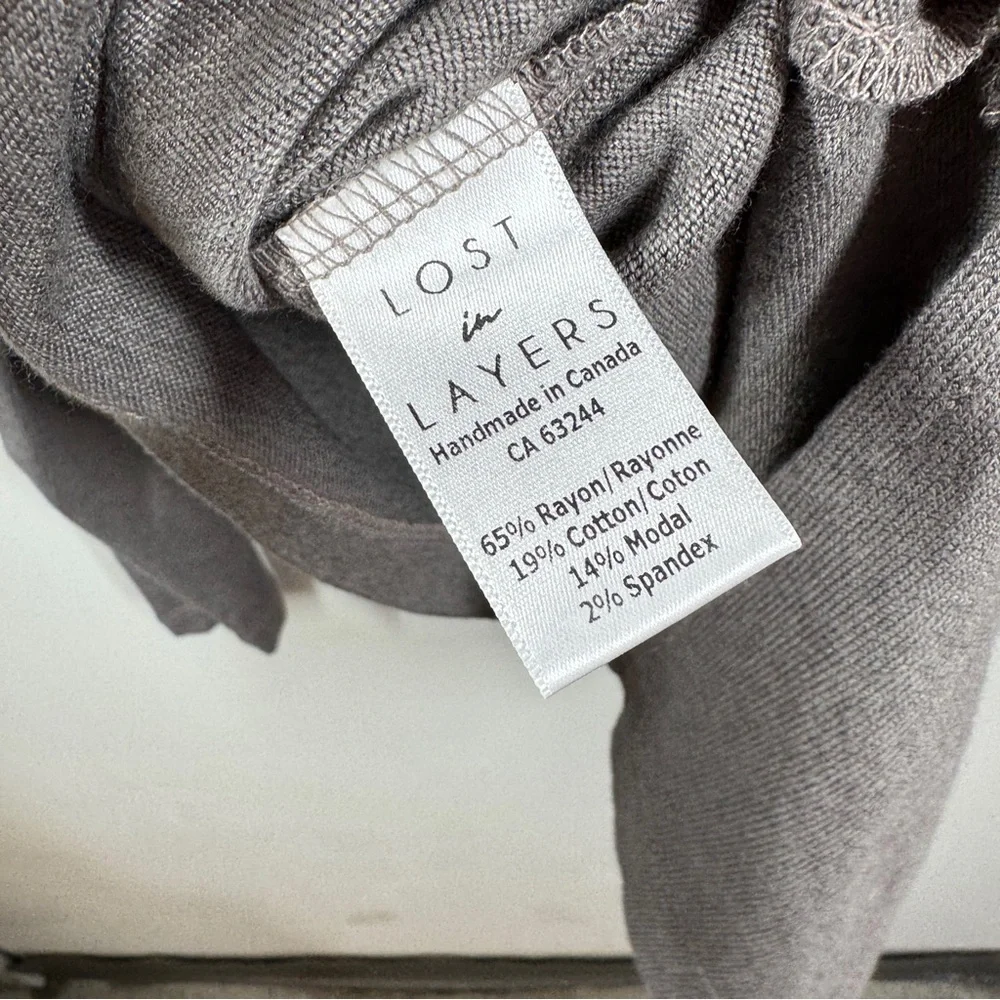 LOST
in
LAYERS
Handmade in Canada
CA 63244
65% Rayon/Rayonne
19% Cotton/Coton
14% Modal
2% Spandex